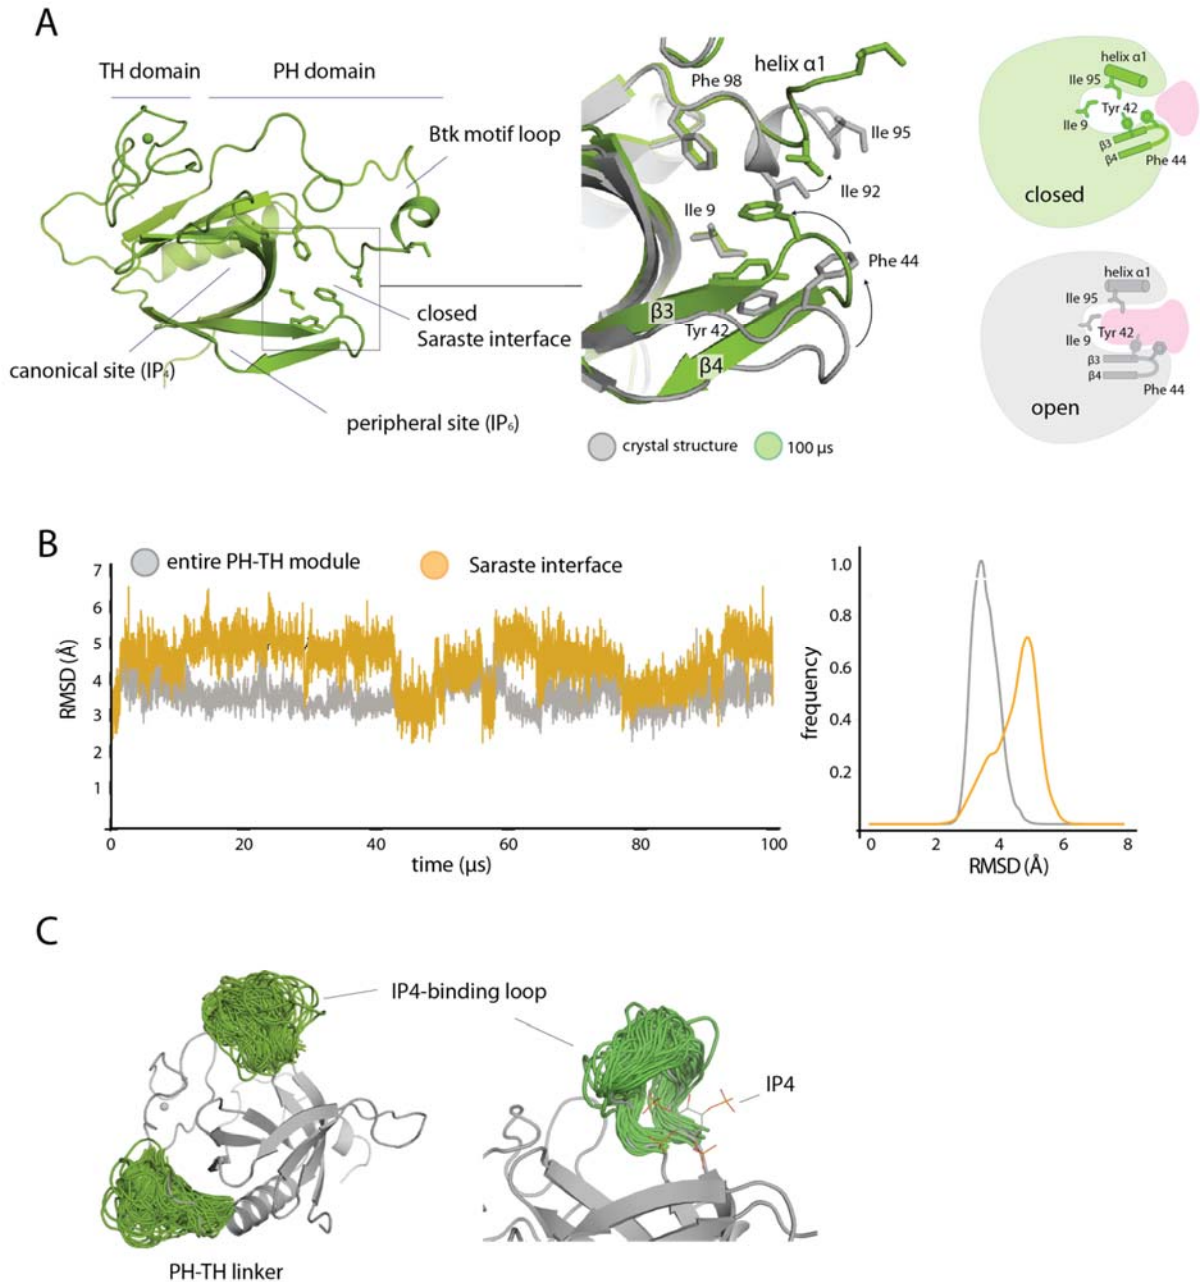 A
TH domain
PH domain
Btk motif loop
closed
Saraste interface
canonical site (IP₄)
peripheral site (IP₆)
Phe 98
helix α1
Ile 95
Ile 92
Ile 9
Phe 44
β3
Tyr 42
β4
crystal structure
100 μs
helix α1
Ile 95
Tyr 42
Ile 9
β3
β4
Phe 44
closed
helix α1
Ile 95
Tyr 42
Ile 9
β3
β4
Phe 44
open
B
entire PH-TH module
Saraste interface
RMSD (Å)
7
6
5
4
3
2
1
0
20
40
60
80
100
time (μs)
frequency
1.0
0.8
0.6
0.4
0.2
0
2
4
6
8
RMSD (Å)
C
IP4-binding loop
IP4
PH-TH linker